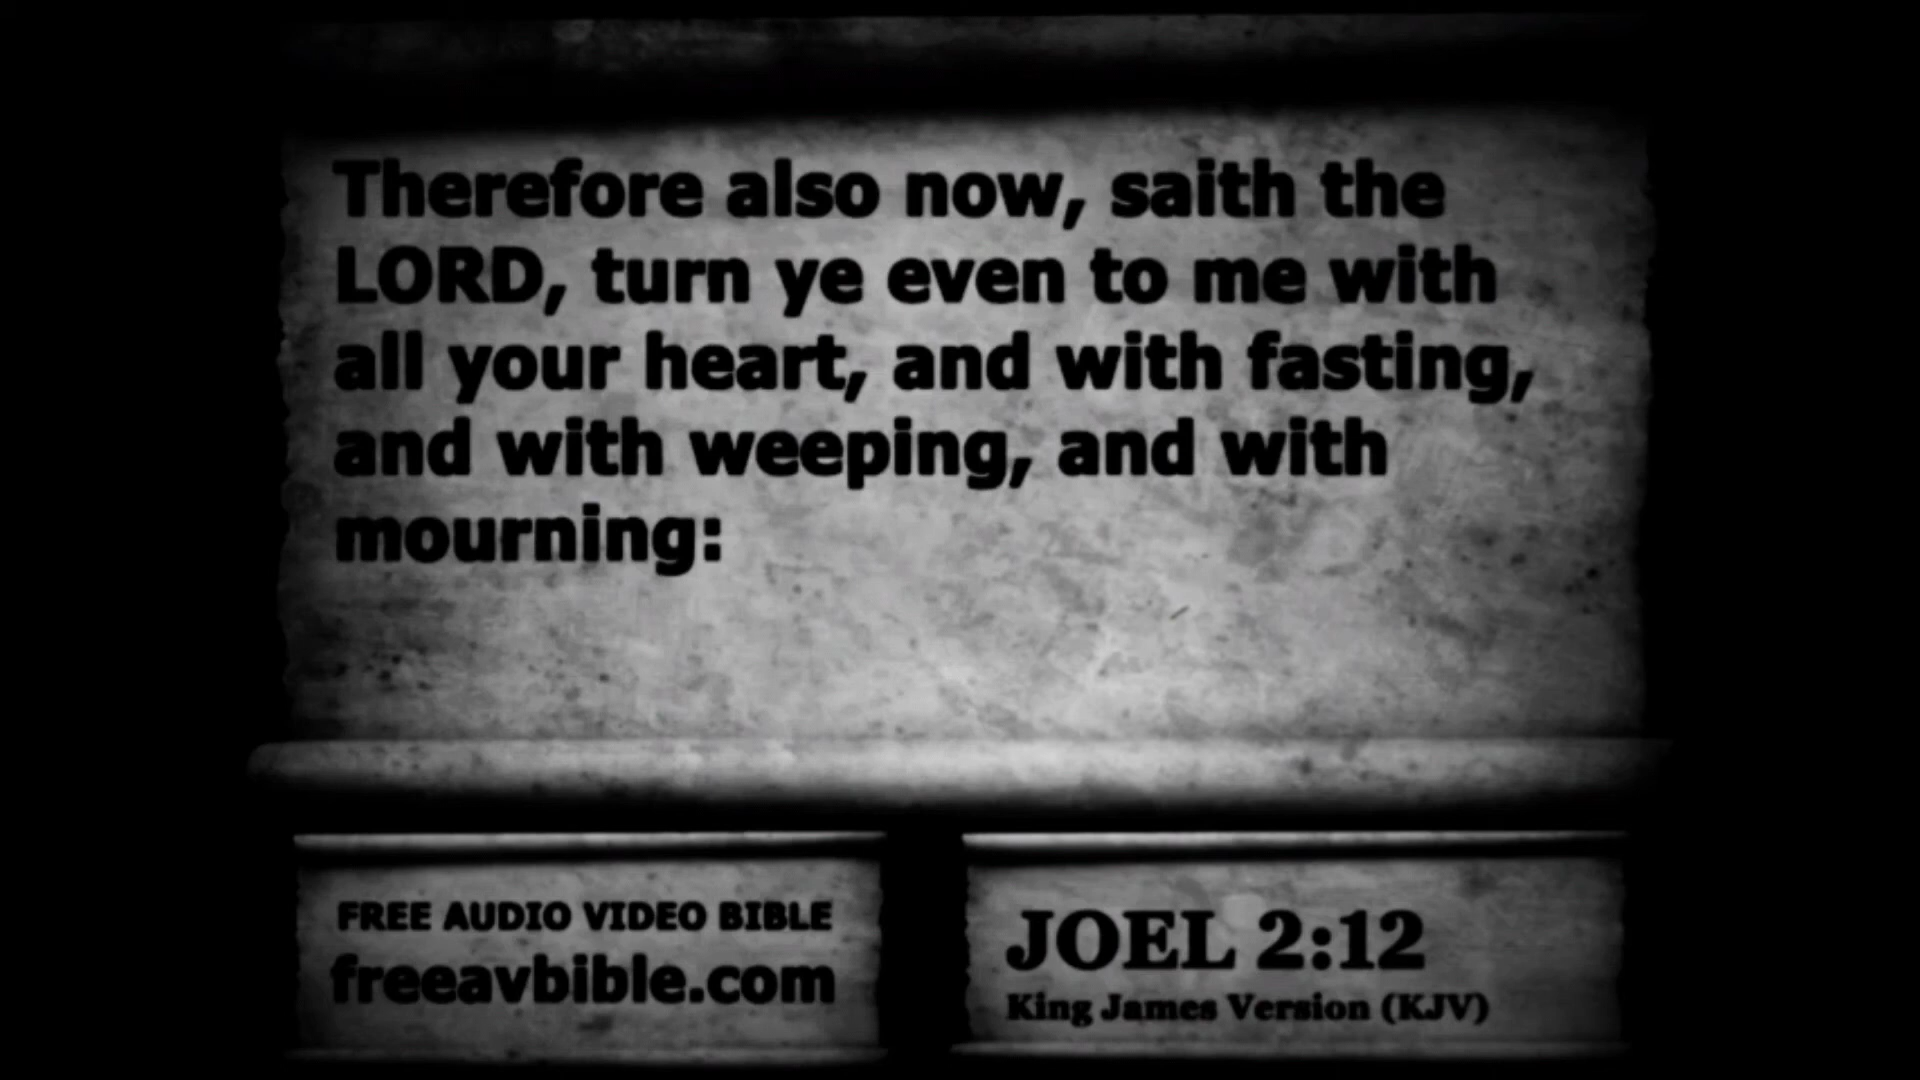 Therefore also now, saith the
LORD, turn ye even to me with
all your heart, and with fasting,
and with weeping, and with
mourning:
FREE AUDIO VIDEO BIBLE
freeavbible.com
JOEL 2:12
King James Version (KJV)